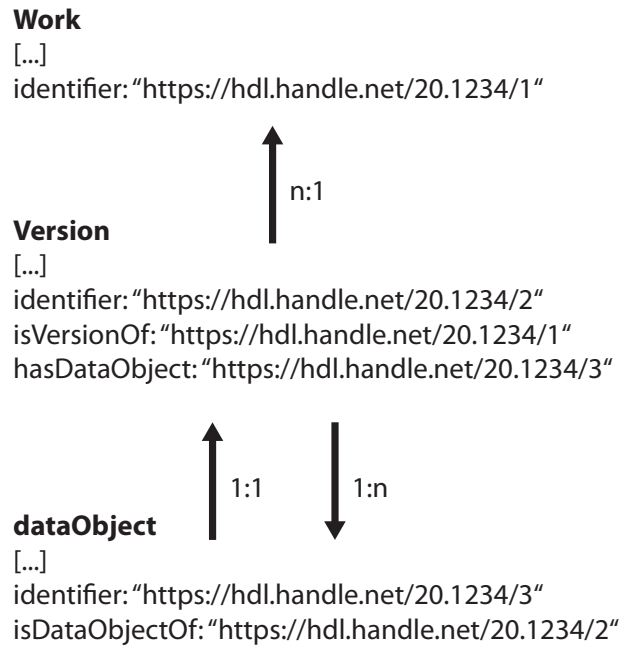 Work
[...]
identifier: “https://hdl.handle.net/20.1234/1“
n:1
Version
[...]
identifier: “https://hdl.handle.net/20.1234/2“
isVersionOf: “https://hdl.handle.net/20.1234/1“
hasDataObject: “https://hdl.handle.net/20.1234/3“
1:1 1:n
dataObject
[...]
identifier: “https://hdl.handle.net/20.1234/3“
isDataObjectOf: “https://hdl.handle.net/20.1234/2“